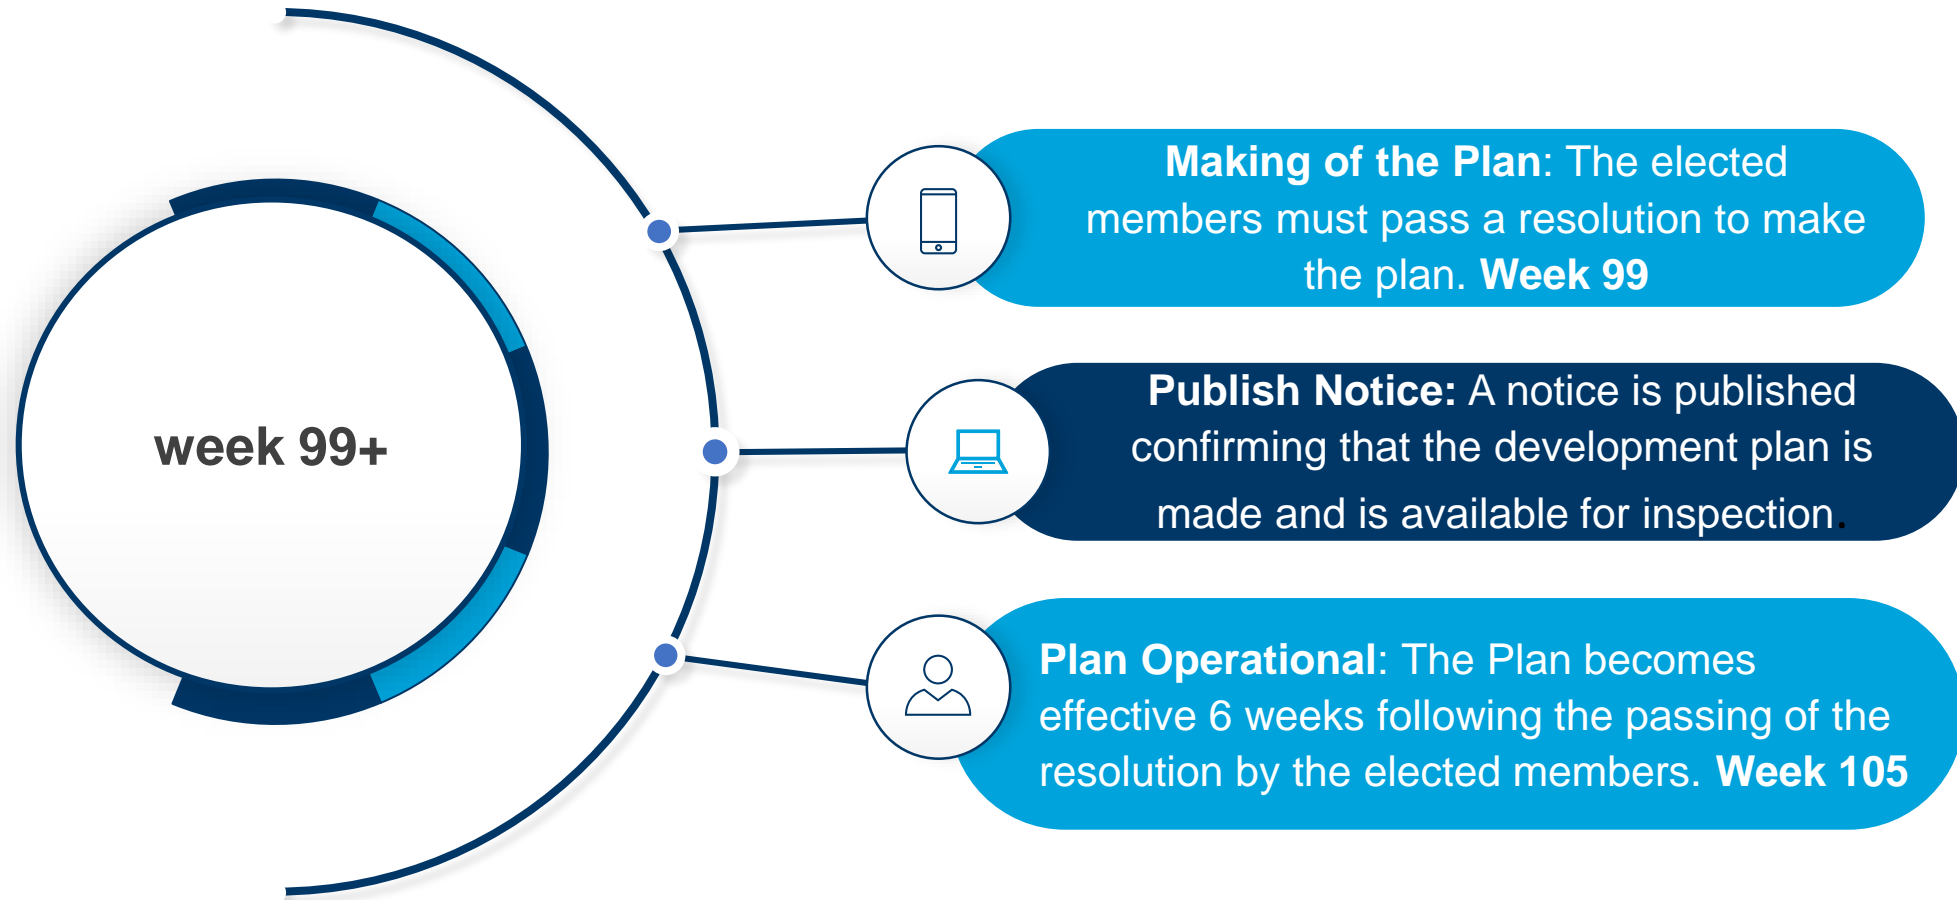 week 99+
Making of the Plan: The elected
members must pass a resolution to make
the plan. Week 99
Publish Notice: A notice is published
confirming that the development plan is
made and is available for inspection.
Plan Operational: The Plan becomes
effective 6 weeks following the passing of the
resolution by the elected members. Week 105